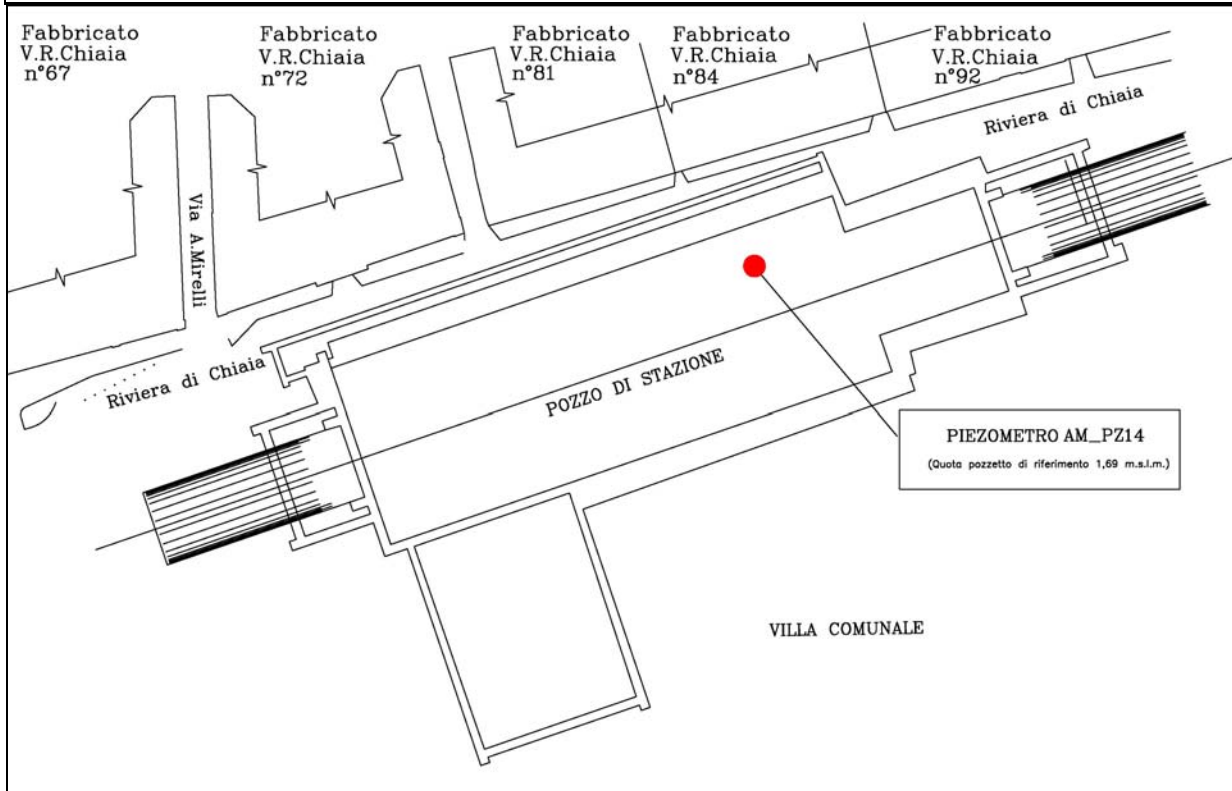 Fabbricato
V.R.Chiaia
n°67
Fabbricato
V.R.Chiaia
n°72
Fabbricato
V.R.Chiaia
n°81
Fabbricato
V.R.Chiaia
n°84
Fabbricato
V.R.Chiaia
n°92
Riviera di Chiaia
Via A.Mirelli
Riviera di Chiaia
POZZO DI STAZIONE
PIEZOMETRO AM_PZ14
(Quota pozzetto di riferimento 1,69 m.s.l.m.)
VILLA COMUNALE